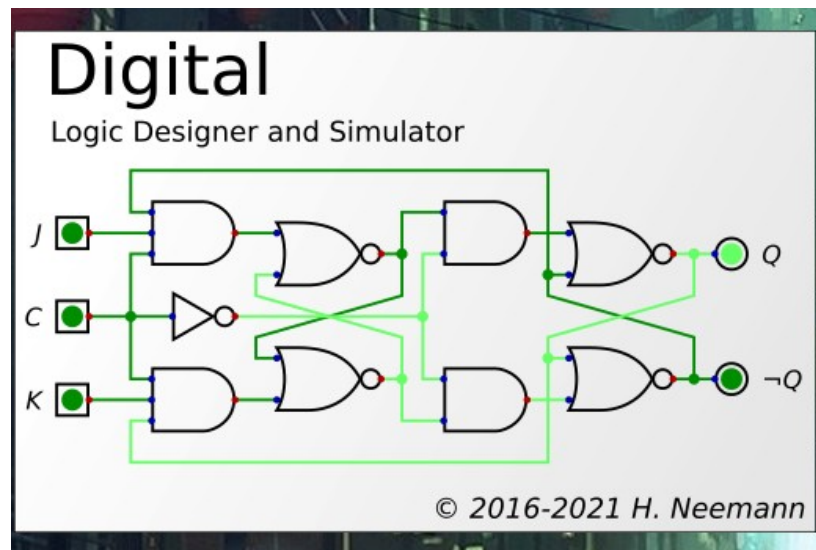 Digital
Logic Designer and Simulator
J
Q
C
K
¬Q
© 2016-2021 H. Neemann